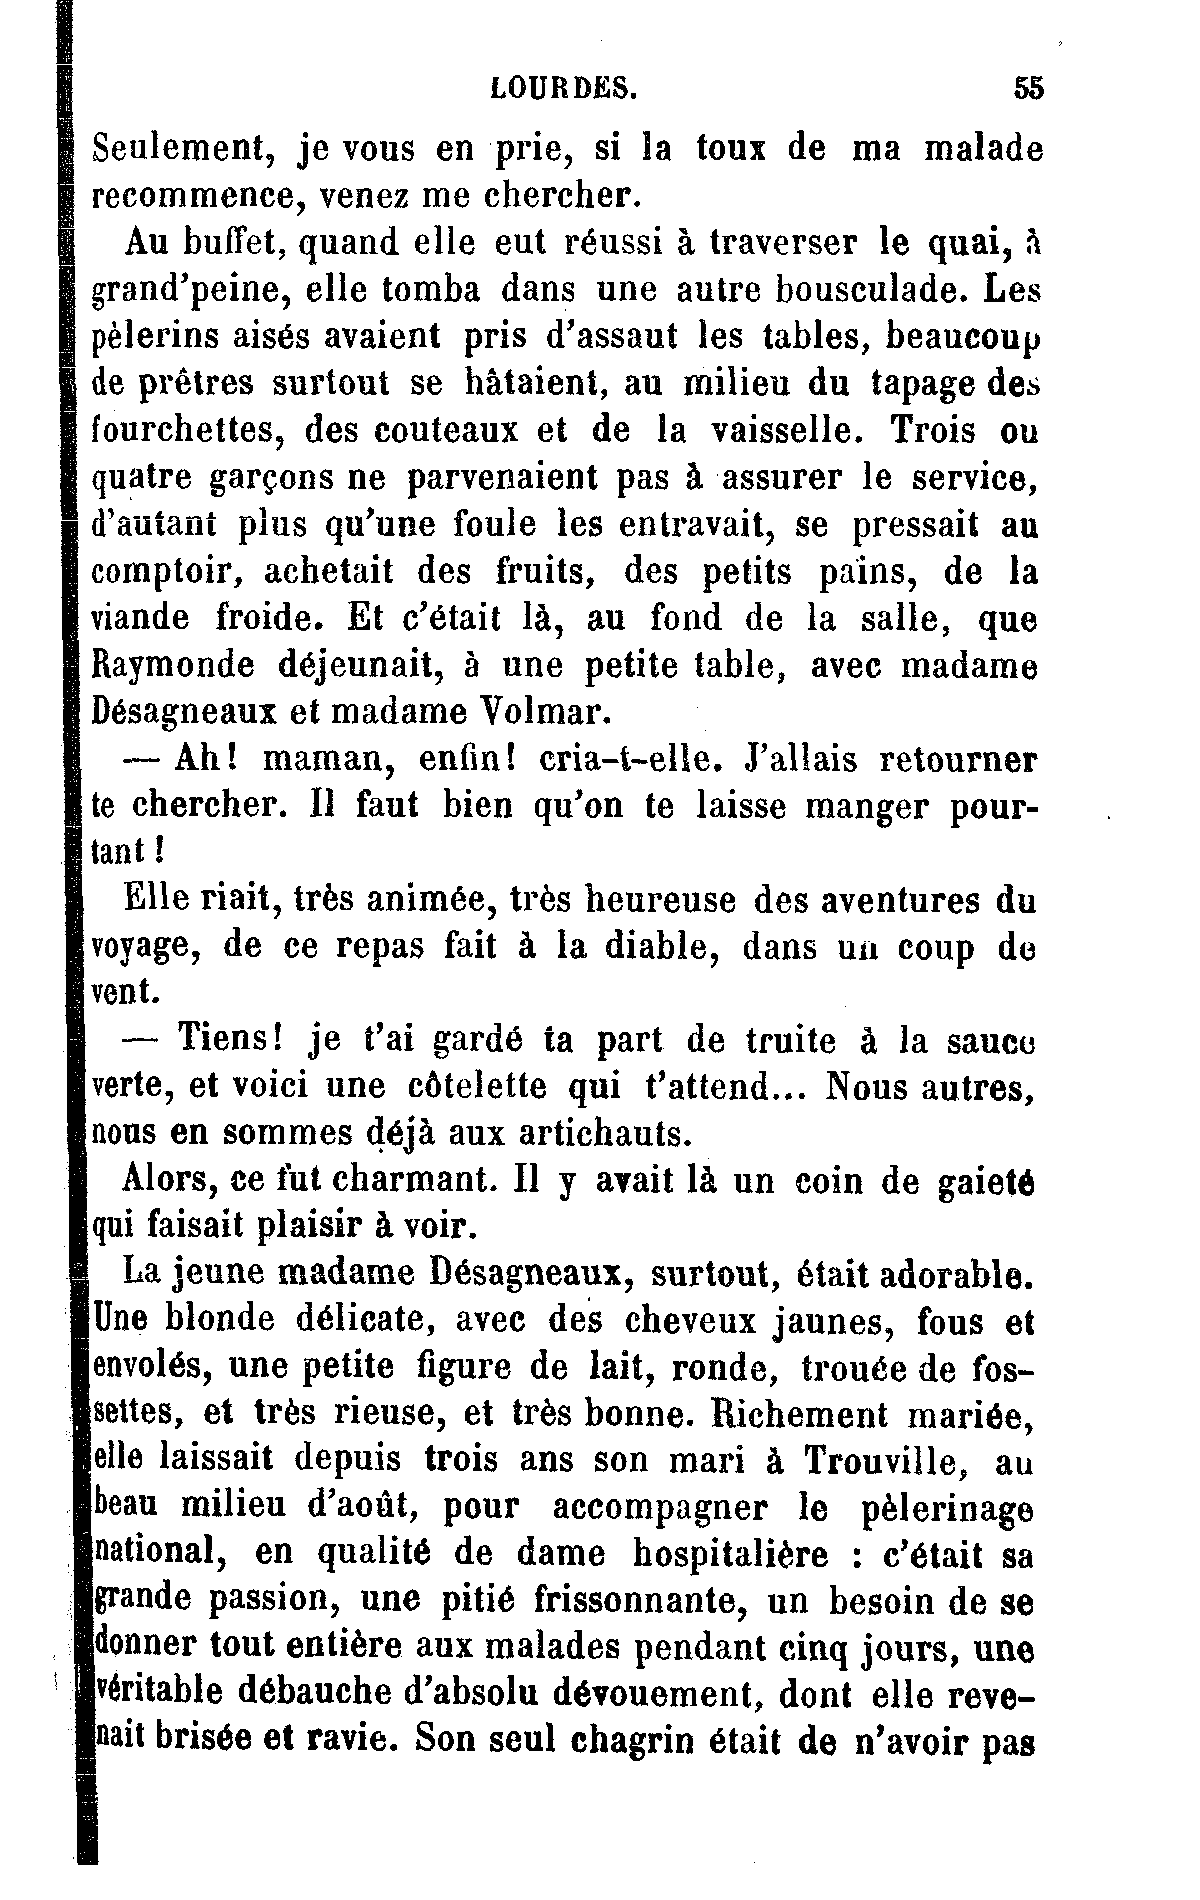 LOURDES. 55
Seulement, je vous en prie, si la toux de ma malade
recommence, venez me chercher.
Au buffet, quand elle eut réussi à traverser le quai, à
grand'peine, elle tomba dans une autre bousculade. Les
pèlerins aisés avaient pris d'assaut les tables, beaucoup
de prêtres surtout se hâtaient, au milieu du tapage des
fourchettes, des couteaux et de la vaisselle. Trois ou
quatre garçons ne parvenaient pas à assurer le service,
d'autant plus qu'une foule les entravait, se pressait au
comptoir, achetait des fruits, des petits pains, de la
viande froide. Et c'était là, au fond de la salle, que
Raymonde déjeunait, à une petite table, avec madame
Désagneaux et madame Volmar.
— Ah! maman, enfin! cria-t-elle. J'allais retourner
te chercher. Il faut bien qu'on te laisse manger pour-
tant !
Elle riait, très animée, très heureuse des aventures du
voyage, de ce repas fait à la diable, dans un coup de
vent.
— Tiens! je t'ai gardé ta part de truite à la sauce
verte, et voici une côtelette qui t'attend... Nous autres,
nous en sommes déjà aux artichauts.
Alors, ce fut charmant. Il y avait là un coin de gaieté
qui faisait plaisir à voir.
La jeune madame Désagneaux, surtout, était adorable.
Une blonde délicate, avec des cheveux jaunes, fous et
envolés, une petite figure de lait, ronde, trouée de fos-
settes, et très rieuse, et très bonne. Richement mariée,
elle laissait depuis trois ans son mari à Trouville, au
beau milieu d'août, pour accompagner le pèlerinage
national, en qualité de dame hospitalière : c'était sa
grande passion, une pitié frissonnante, un besoin de se
donner tout entière aux malades pendant cinq jours, une
véritable débauche d'absolu dévouement, dont elle reve-
nait brisée et ravie. Son seul chagrin était de n'avoir pas